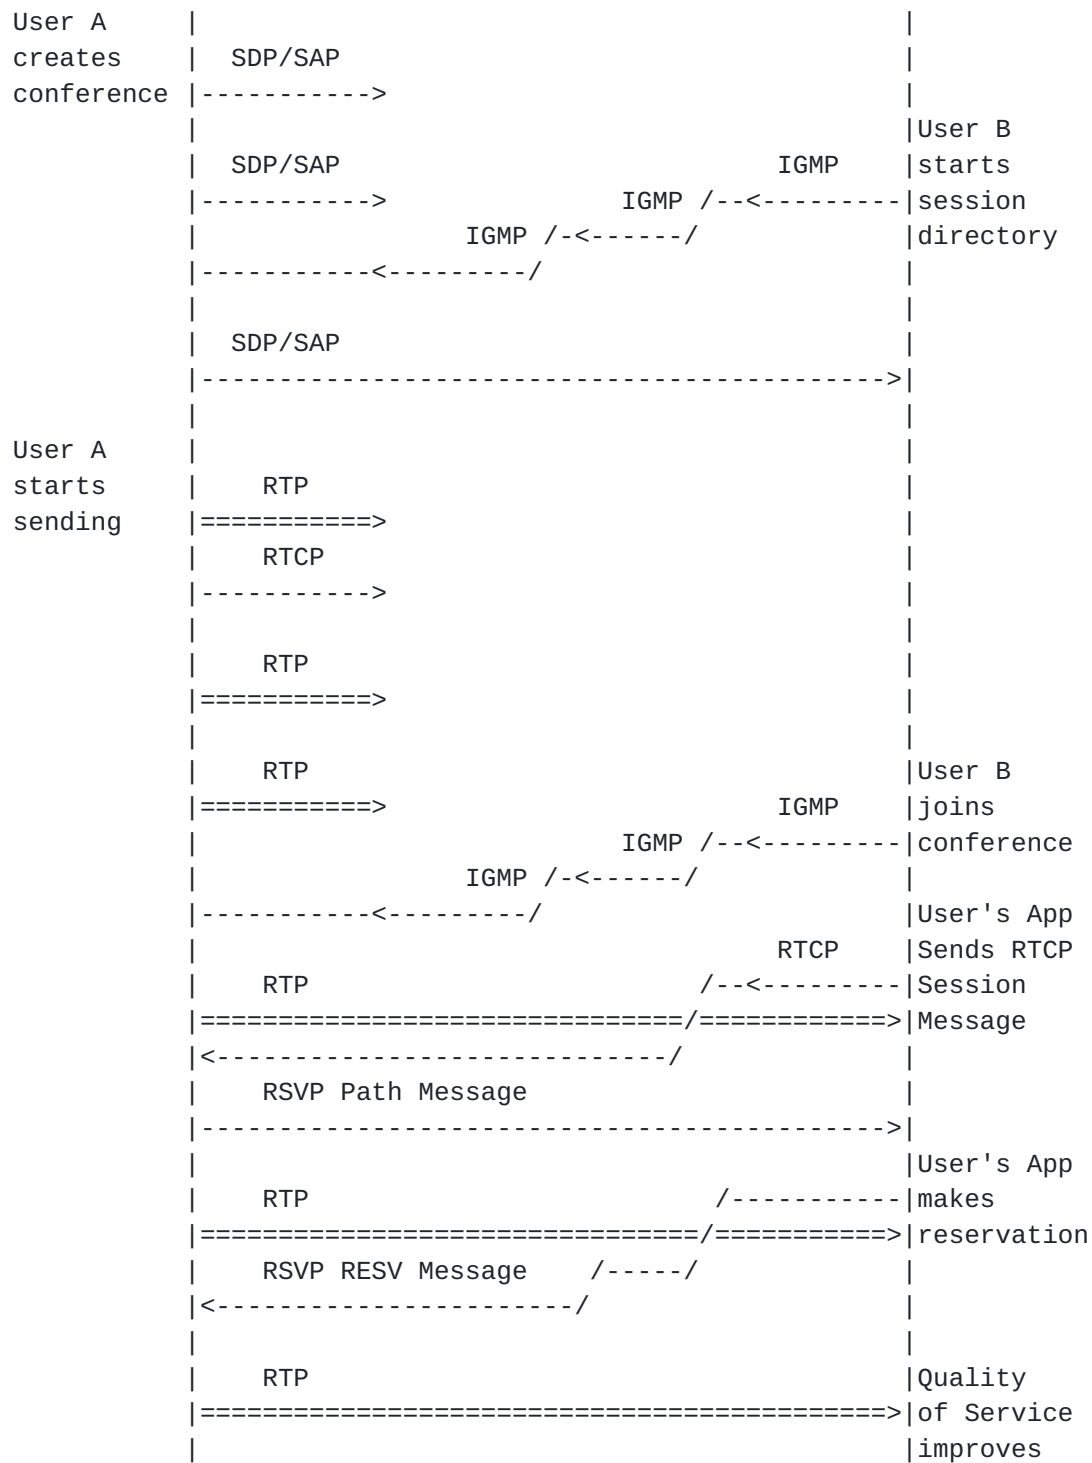 User A       |                                             |
creates      |  SDP/SAP                                    |
conference   |----------->                                 |
             |                                             |User B
             |  SDP/SAP                            IGMP    |starts
             |----------->               IGMP /--<---------|session
             |                 IGMP /-<------/             |directory
             |-----------<---------/                       |
             |                                             |
             |  SDP/SAP                                    |
             |-------------------------------------------->|
             |                                             |
User A       |                                             |
starts       |    RTP                                      |
sending      |===========>                                 |
             |    RTCP                                     |
             |----------->                                 |
             |                                             |
             |    RTP                                      |
             |===========>                                 |
             |                                             |
             |    RTP                                      |User B
             |===========>                         IGMP    |joins
             |                           IGMP /--<---------|conference
             |                 IGMP /-<------/             |
             |-----------<---------/                       |User's App
             |                                     RTCP    |Sends RTCP
             |    RTP                         /--<---------|Session
             |===============================/============>|Message
             |<-----------------------------/              |
             |    RSVP Path Message                        |
             |-------------------------------------------->|
             |                                             |User's App
             |    RTP                          /-----------|makes
             |================================/===========>|reservation
             |    RSVP RESV Message    /-----/             |
             |<-----------------------/                    |
             |                                             |
             |    RTP                                      |Quality
             |============================================>|of Service
             |                                             |improves